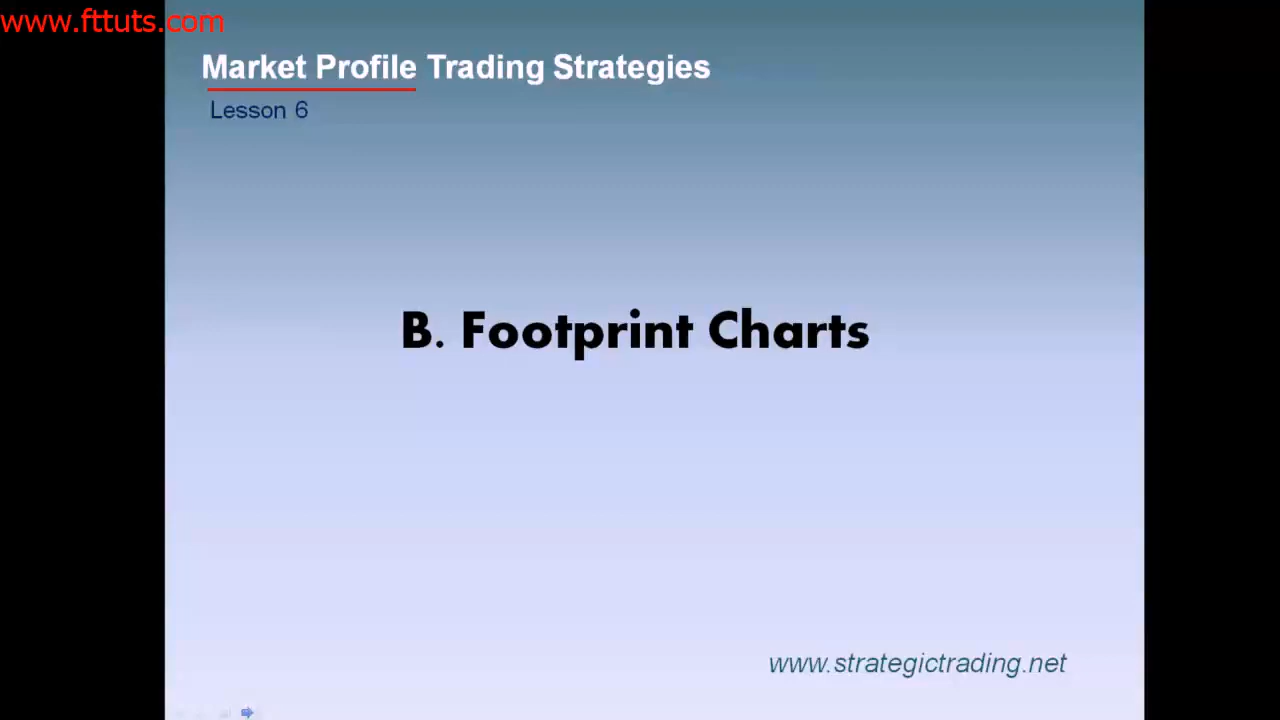 www.fttuts.com
Market Profile Trading Strategies
Lesson 6
B. Footprint Charts
www.strategictrading.net